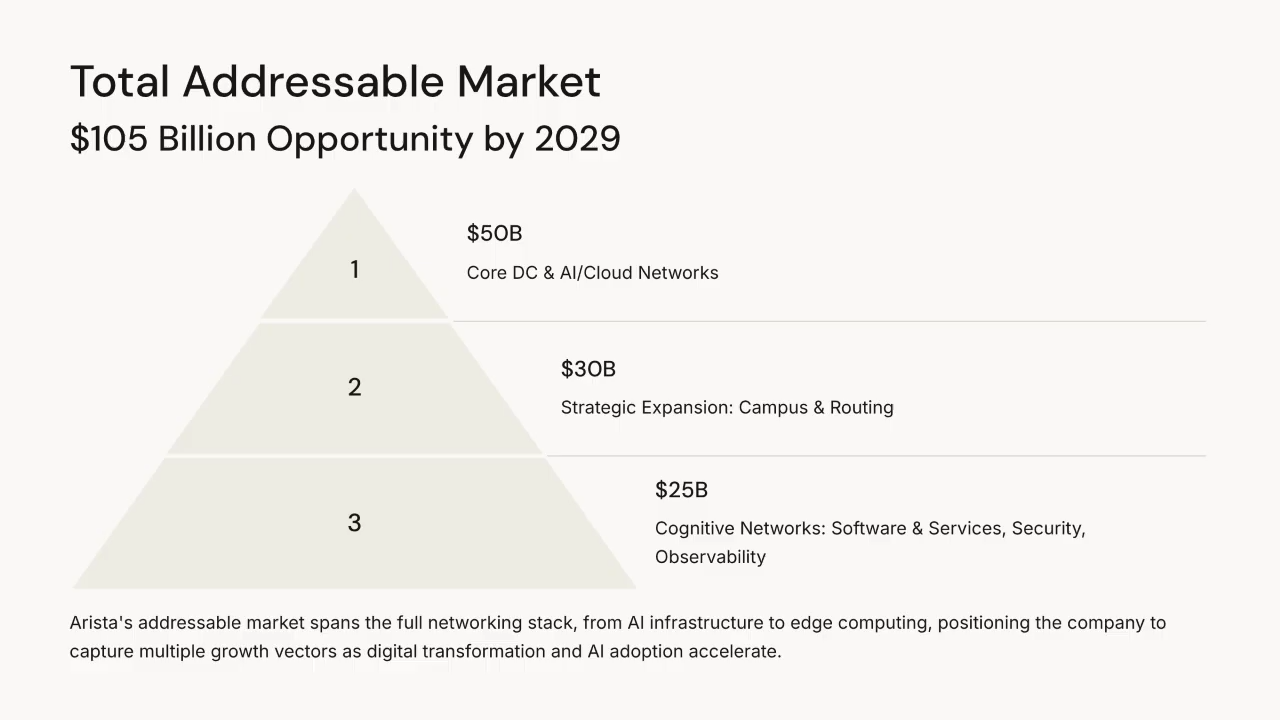 Total Addressable Market
$105 Billion Opportunity by 2029
1
$50B
Core DC & AI/Cloud Networks
2
$30B
Strategic Expansion: Campus & Routing
3
$25B
Cognitive Networks: Software & Services, Security,
Observability
Arista's addressable market spans the full networking stack, from AI infrastructure to edge computing, positioning the company to
capture multiple growth vectors as digital transformation and AI adoption accelerate.